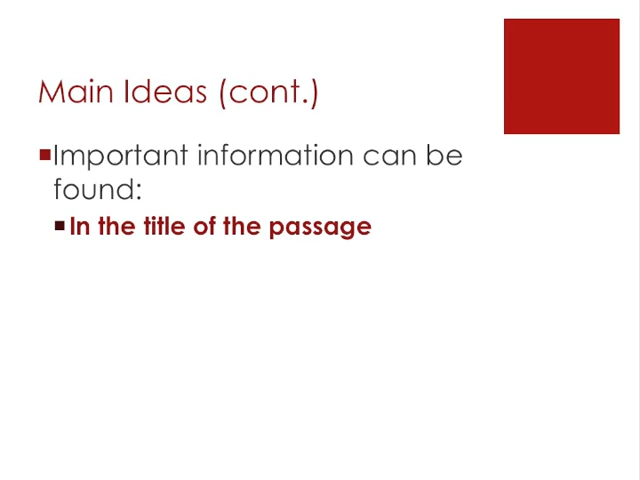 Main Ideas (cont.)
Important information can be
found:
In the title of the passage